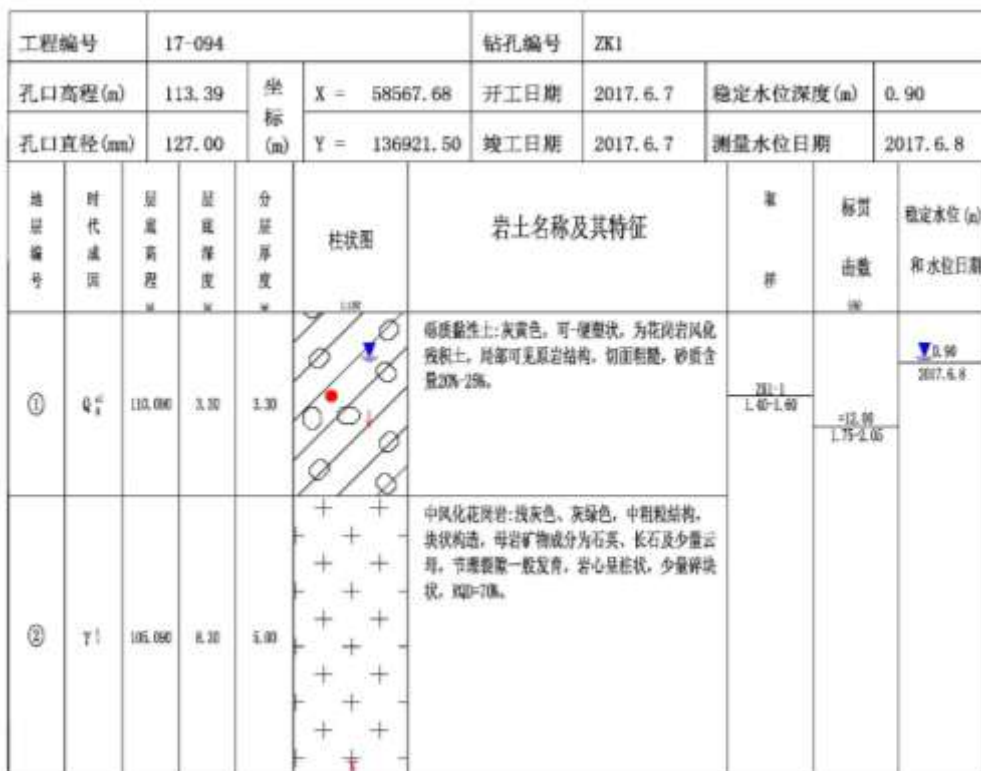 工程编号 17-094 钻孔编号 ZK1
孔口高程(m) 113.39 坐标(m) X = 58567.68 开工日期 2017.6.7 稳定水位深度(m) 0.90
孔口直径(mm) 127.00 Y = 136921.50 竣工日期 2017.6.7 测量水位日期 2017.6.8
地层编号 时代成因 层底高程 层底深度 分层厚度 柱状图 岩土名称及其特征 取样 标贯击数 稳定水位(m)和水位日期
砾质黏性土:灰黄色, 可-硬塑状, 为花岗岩风化
残积土, 局部可见原岩结构, 切面粗糙, 砂质含
量20%-25%。
① 110.090 3.30 3.30
ZK1-1
1.40-1.60
=13.00
1.75-2.05
0.90
2017.6.8
中风化花岗岩:浅灰色、灰绿色, 中粗粒结构,
块状构造, 母岩矿物成分为石英、长石及少量云
母, 节理裂隙一般发育, 岩心呈柱状, 少量碎块
状, RQD=70%。
② 105.090 8.30 5.00